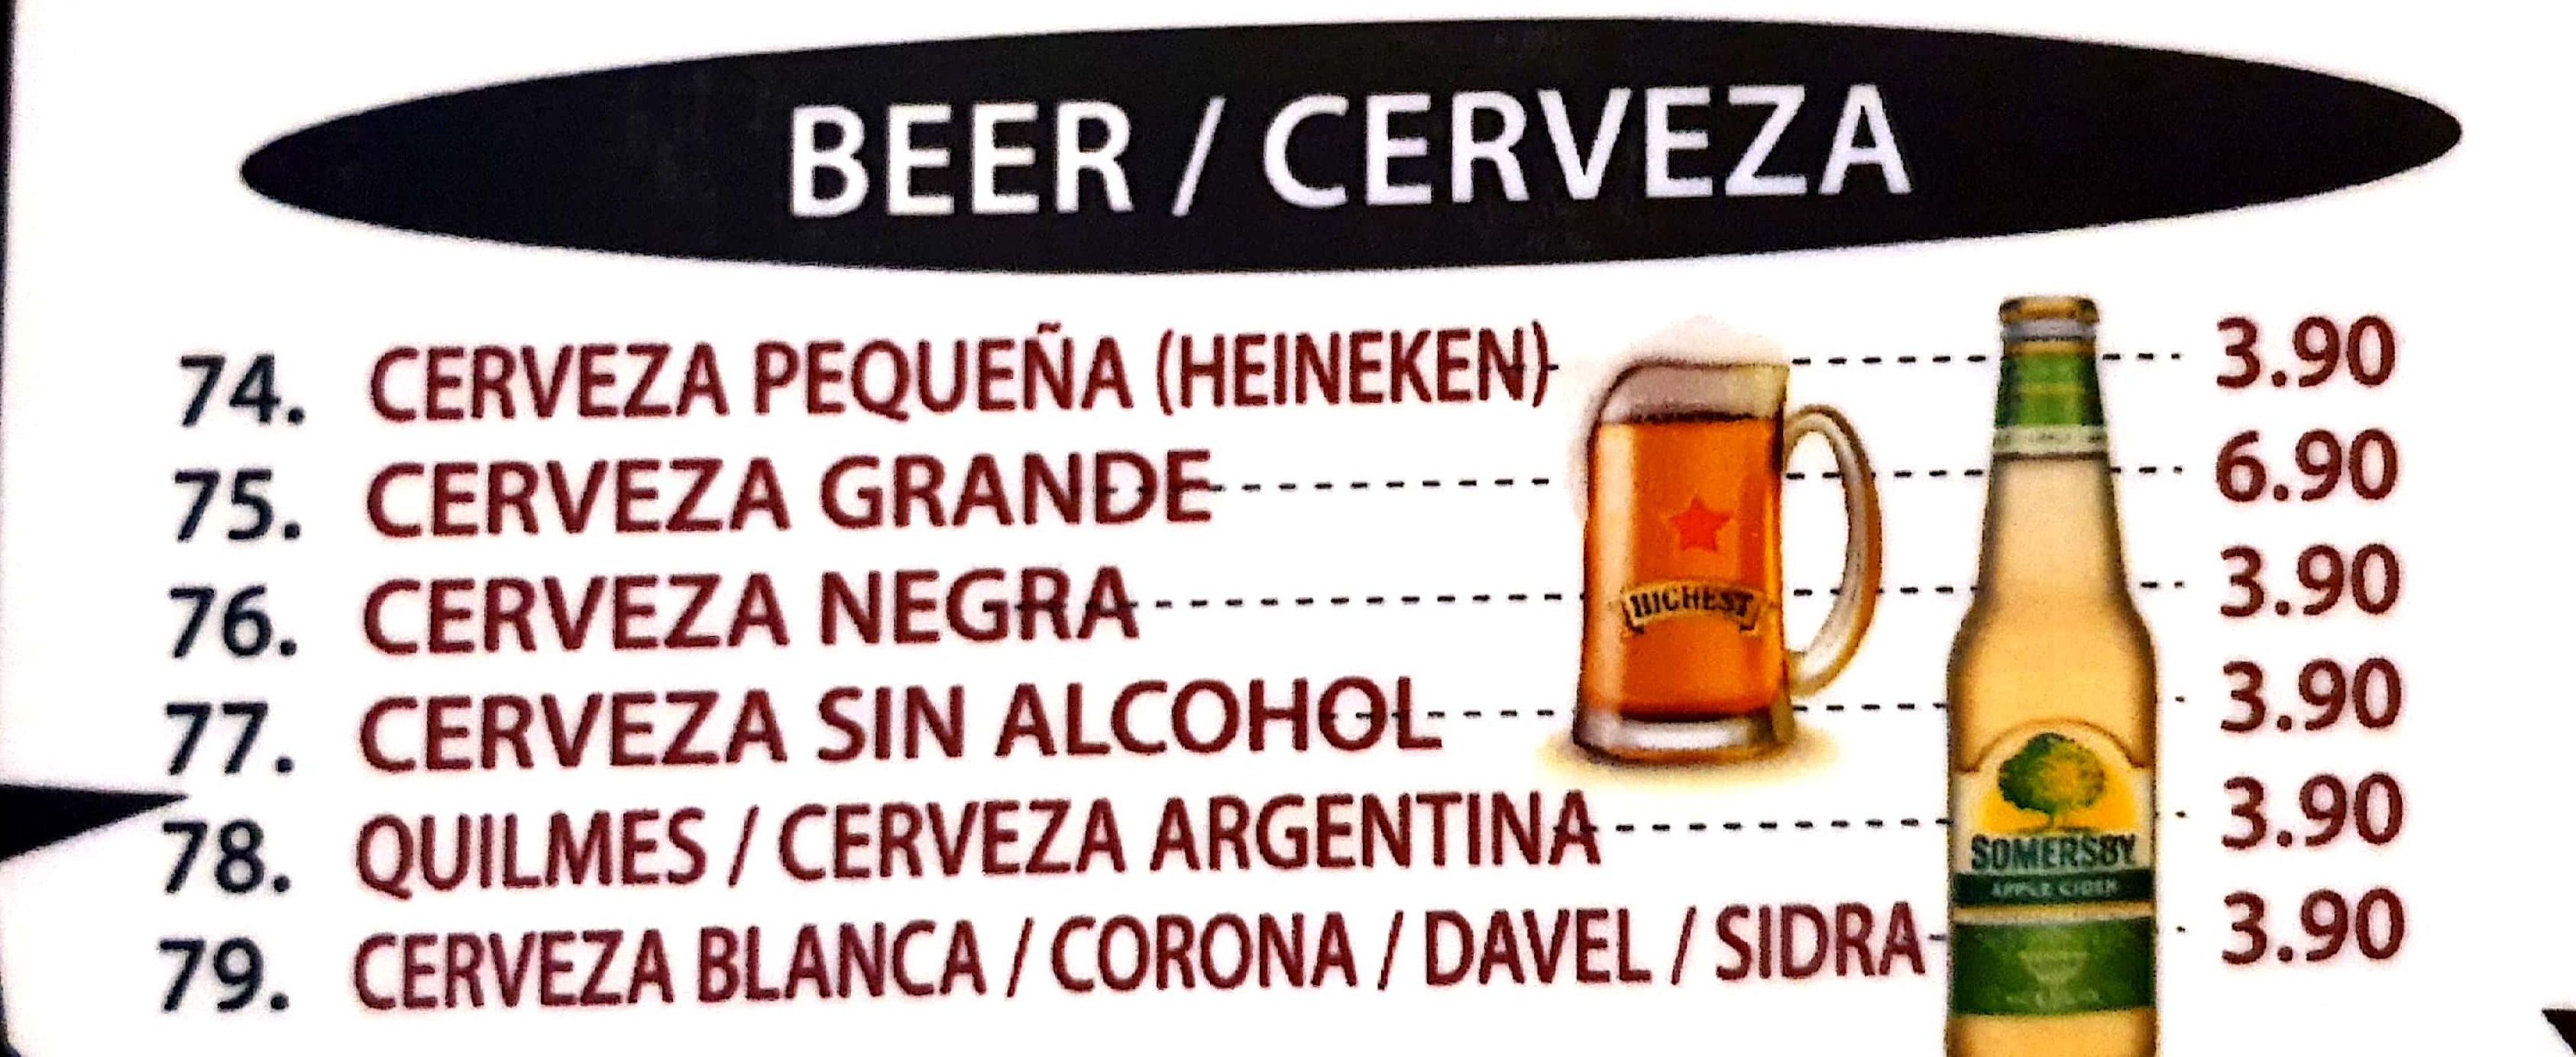 BEER / CERVEZA
74. CERVEZA PEQUEÑA (HEINEKEN) 3.90
75. CERVEZA GRANDE 6.90
76. CERVEZA NEGRA 3.90
77. CERVEZA SIN ALCOHOL 3.90
78. QUILMES / CERVEZA ARGENTINA 3.90
79. CERVEZA BLANCA / CORONA / DAVEL / SIDRA 3.90
HIGHEST
SOMERSBY
APPLE CIDER